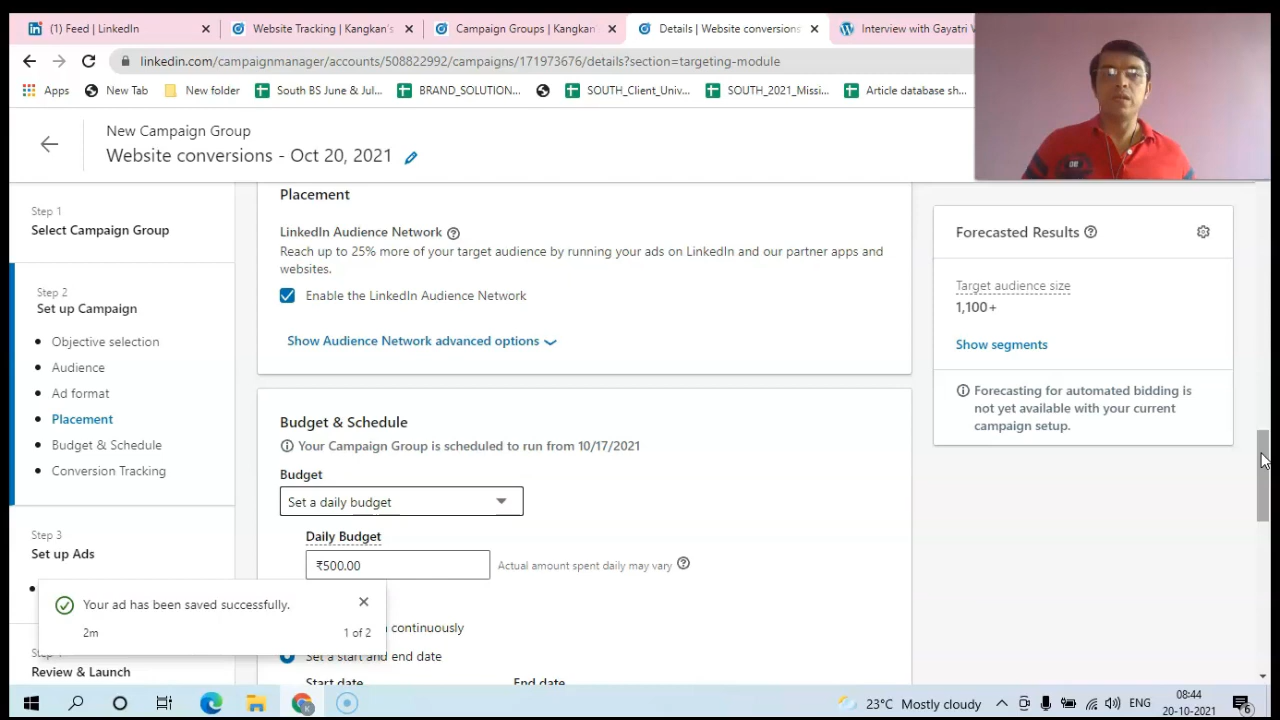 (1) Feed | LinkedIn
Website Tracking | Kangkan's
Campaign Groups | Kangkan
Details | Website conversions
Interview with Gayatri V
linkedin.com/campaignmanager/accounts/508822992/campaigns/171973676/details?section=targeting-module
Apps
New Tab
New folder
South BS June & Jul...
BRAND_SOLUTION...
SOUTH_Client_Univ...
SOUTH_2021_Missi...
Article database sh...
New Campaign Group
Website conversions - Oct 20, 2021
Step 1
Select Campaign Group
Step 2
Set up Campaign
Objective selection
Audience
Ad format
Placement
Budget & Schedule
Conversion Tracking
Step 3
Set up Ads
Review & Launch
Your ad has been saved successfully.
2m
1 of 2
Placement
LinkedIn Audience Network
Reach up to 25% more of your target audience by running your ads on LinkedIn and our partner apps and
websites.
Enable the LinkedIn Audience Network
Show Audience Network advanced options
Budget & Schedule
Your Campaign Group is scheduled to run from 10/17/2021
Budget
Set a daily budget
Daily Budget
₹500.00
Actual amount spent daily may vary
continuously
Set a start and end date
Start date
End date
Forecasted Results
Target audience size
1,100+
Show segments
Forecasting for automated bidding is
not yet available with your current
campaign setup.
23°C Mostly cloudy
ENG
08:44
20-10-2021
6